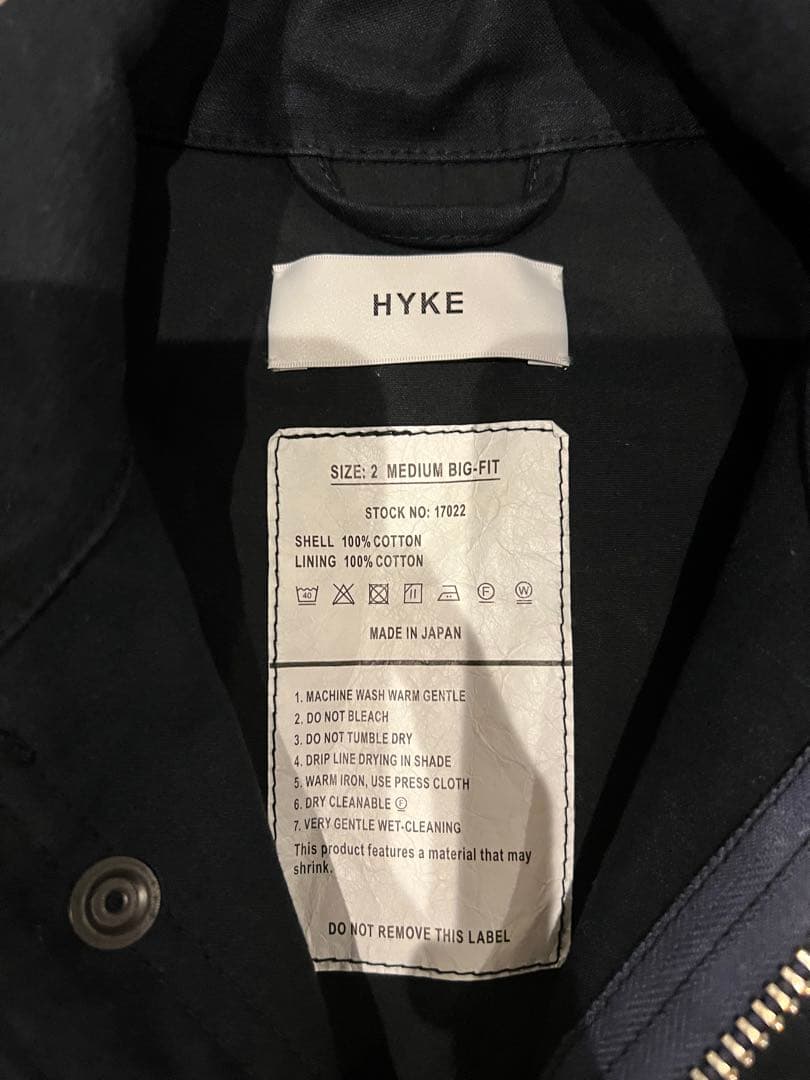 HYKE
SIZE: 2 MEDIUM BIG-FIT
STOCK NO: 17022
SHELL 100% COTTON
LINING 100% COTTON
40 F W
MADE IN JAPAN
1. MACHINE WASH WARM GENTLE
2. DO NOT BLEACH
3. DO NOT TUMBLE DRY
4. DRIP LINE DRYING IN SHADE
5. WARM IRON, USE PRESS CLOTH
6. DRY CLEANABLE Ⓕ
7. VERY GENTLE WET-CLEANING
This product features a material that may
shrink.
DO NOT REMOVE THIS LABEL